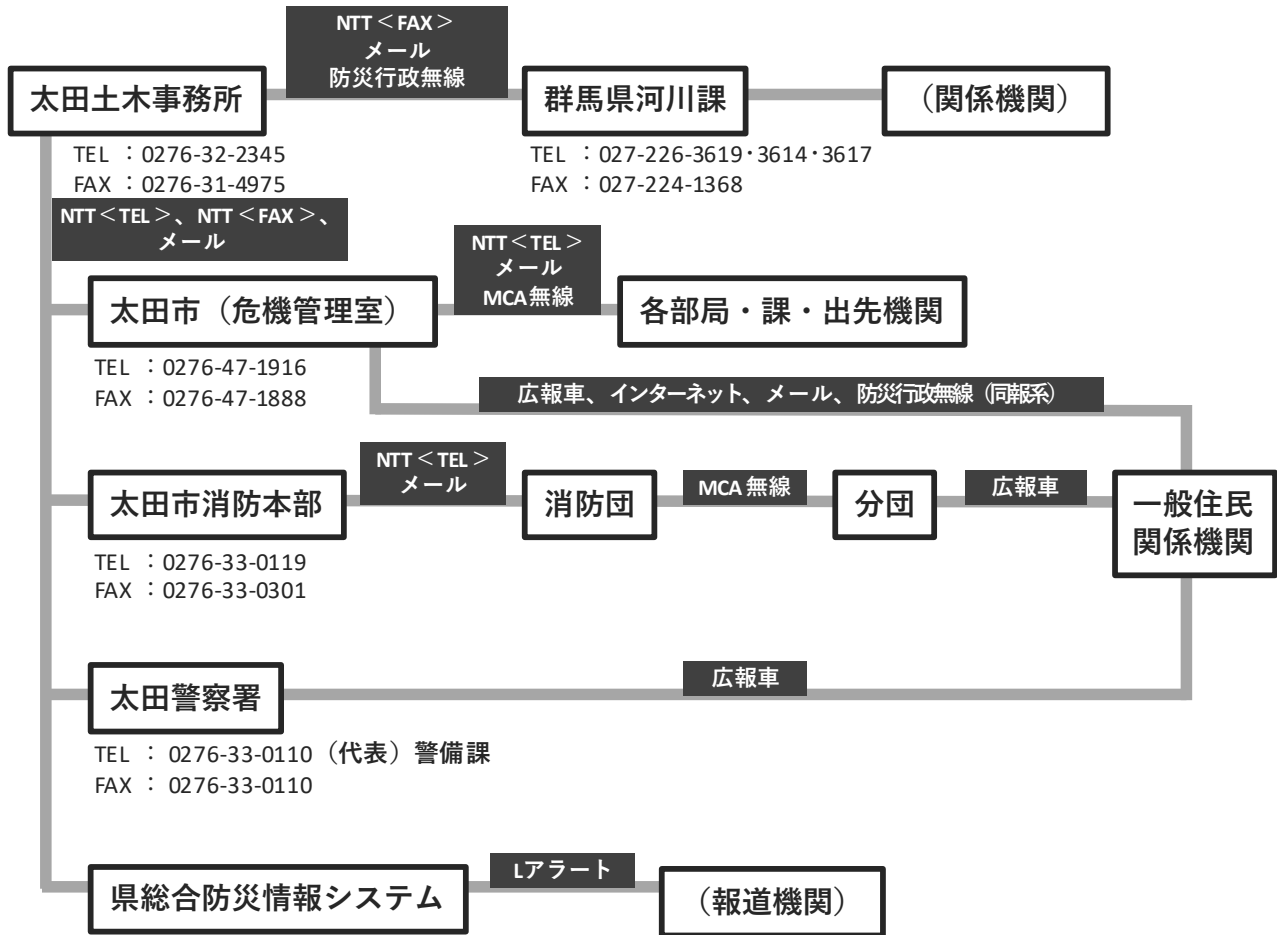 NTT<FAX>
メール
防災行政無線
太田土木事務所
群馬県河川課
(関係機関)
TEL :0276-32-2345
FAX :0276-31-4975
TEL :027-226-3619･3614･3617
FAX :027-224-1368
NTT<TEL>、NTT<FAX>、
メール
NTT<TEL>
メール
MCA無線
太田市(危機管理室)
各部局・課・出先機関
TEL :0276-47-1916
FAX :0276-47-1888
広報車、インターネット、メール、防災行政無線(同報系)
NTT<TEL>
メール
MCA無線
広報車
太田市消防本部
消防団
分団
一般住民
関係機関
TEL :0276-33-0119
FAX :0276-33-0301
広報車
太田警察署
TEL : 0276-33-0110(代表)警備課
FAX : 0276-33-0110
Lアラート
県総合防災情報システム
(報道機関)